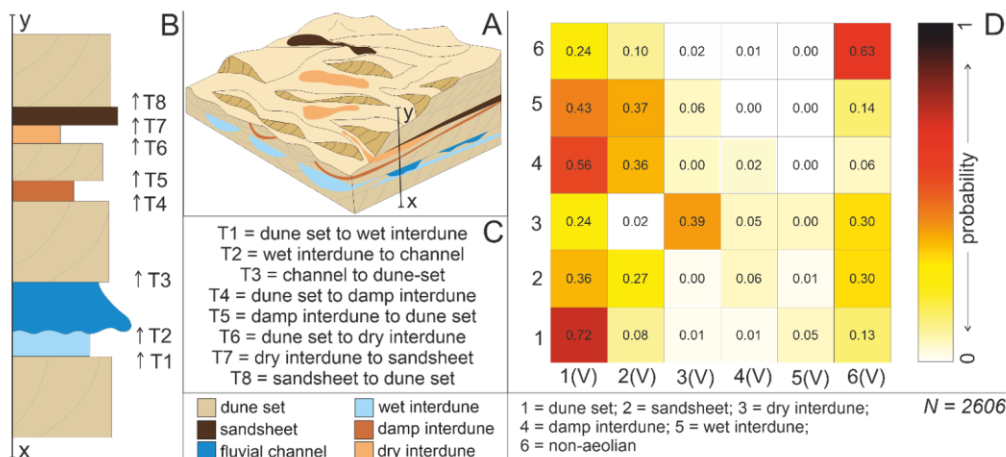 y
B
↑ T8
↑ T7
↑ T6
↑ T5
↑ T4
↑ T3
↑ T2
↑ T1
x
A
y
x
C
T1 = dune set to wet interdune
T2 = wet interdune to channel
T3 = channel to dune-set
T4 = dune set to damp interdune
T5 = damp interdune to dune set
T6 = dune set to dry interdune
T7 = dry interdune to sandsheet
T8 = sandsheet to dune set
dune set
sandsheet
fluvial channel
wet interdune
damp interdune
dry interdune
D
6 0.24 0.10 0.02 0.01 0.00 0.63
5 0.43 0.37 0.06 0.00 0.00 0.14
4 0.56 0.36 0.00 0.02 0.00 0.06
3 0.24 0.02 0.39 0.05 0.00 0.30
2 0.36 0.27 0.00 0.06 0.01 0.30
1 0.72 0.08 0.01 0.01 0.05 0.13
1(V) 2(V) 3(V) 4(V) 5(V) 6(V)
1
probability
0
1 = dune set; 2 = sandsheet; 3 = dry interdune;
4 = damp interdune; 5 = wet interdune;
6 = non-aeolian
N = 2606